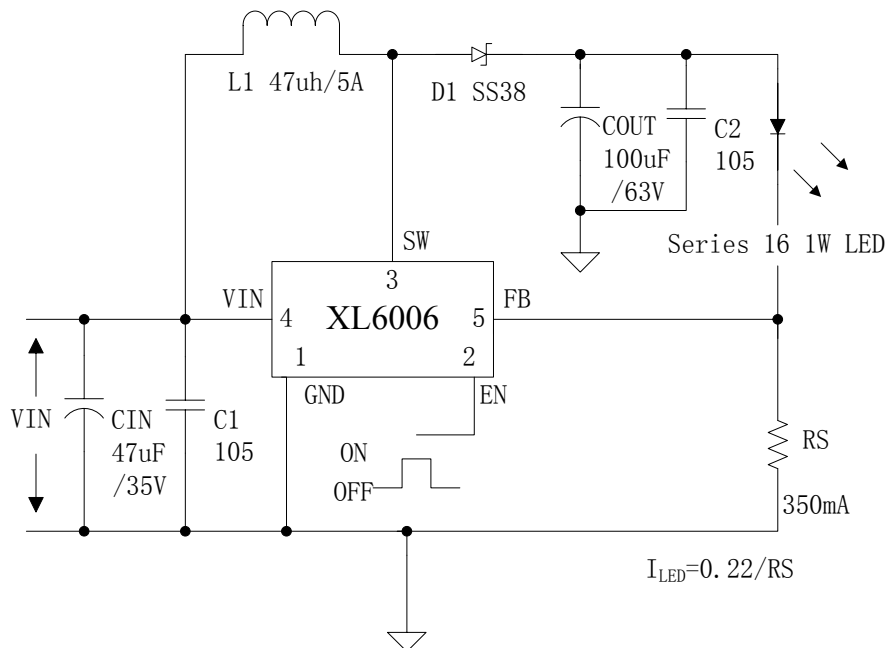 L1 47uh/5A
D1 SS38
COUT
100uF
/63V
C2
105
Series 16 1W LED
SW
3
VIN
4
XL6006
5
FB
1
2
GND
EN
VIN
CIN
47uF
/35V
C1
105
ON
OFF
RS
350mA
ILED=0.22/RS